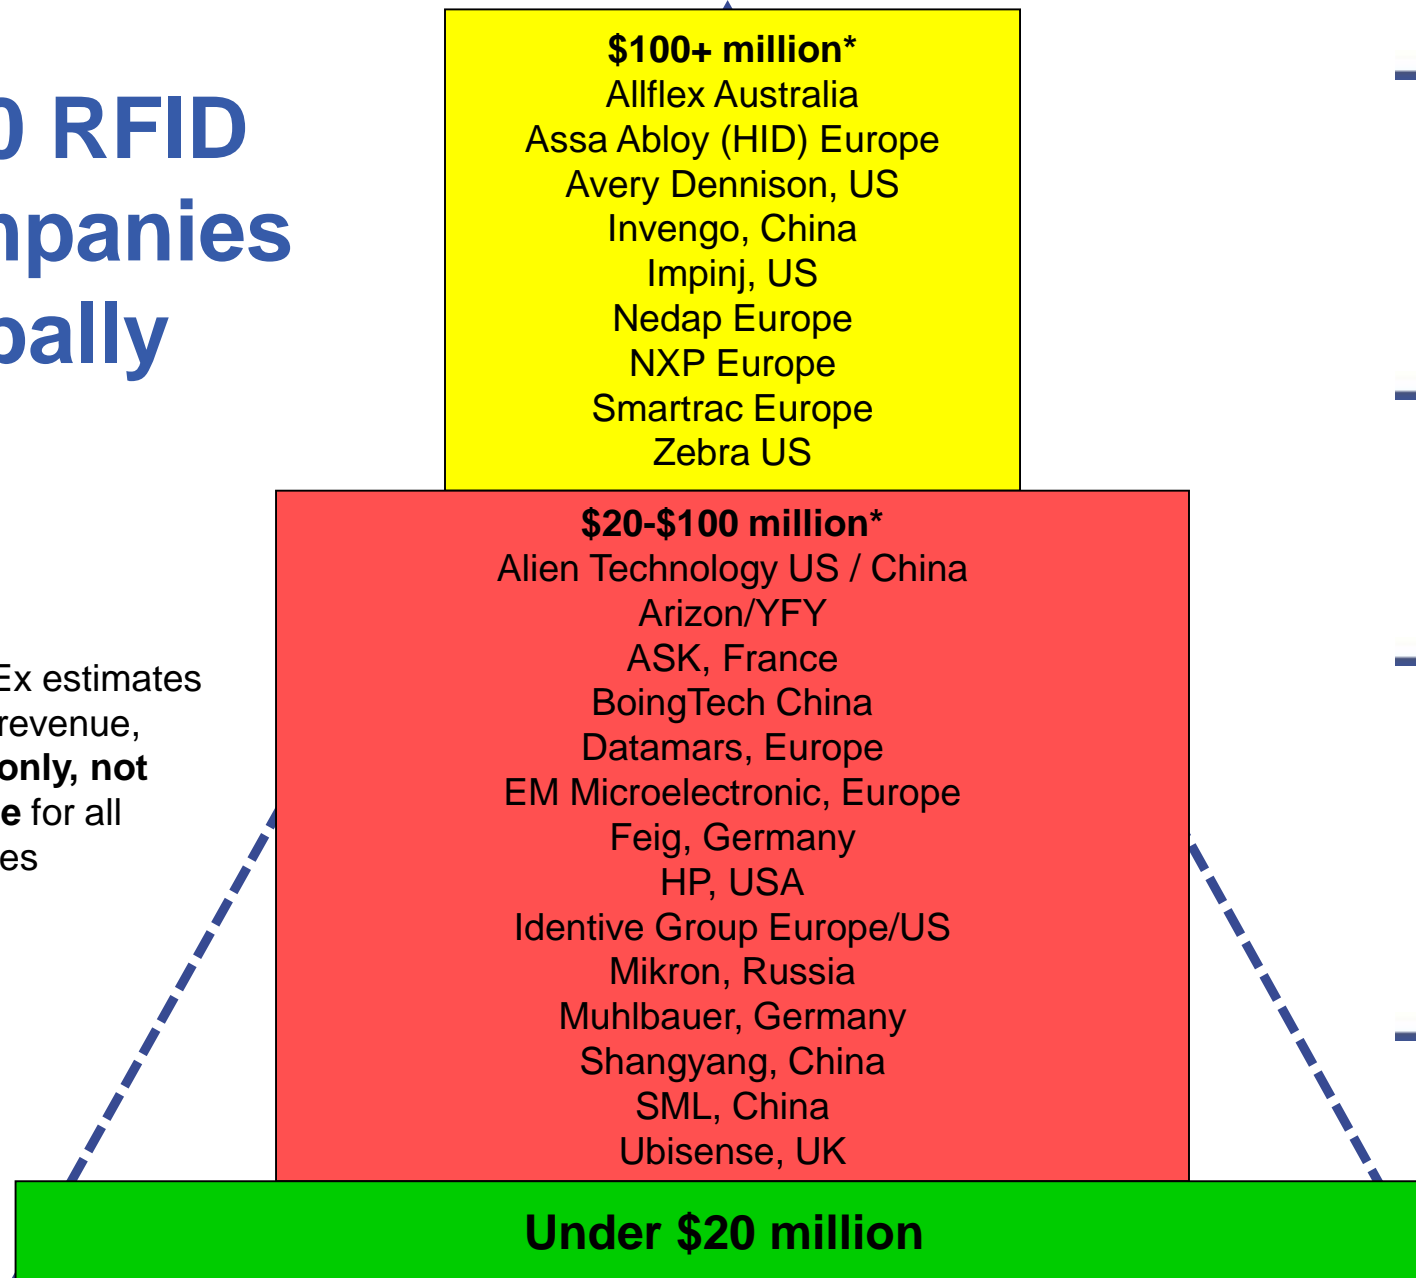 0 RFID
mpanies
bally
Ex estimates
revenue,
only, not
e for all
es
$100+ million*
Allflex Australia
Assa Abloy (HID) Europe
Avery Dennison, US
Invengo, China
Impinj, US
Nedap Europe
NXP Europe
Smartrac Europe
Zebra US
$20-$100 million*
Alien Technology US / China
Arizon/YFY
ASK, France
BoingTech China
Datamars, Europe
EM Microelectronic, Europe
Feig, Germany
HP, USA
Identive Group Europe/US
Mikron, Russia
Muhlbauer, Germany
Shangyang, China
SML, China
Ubisense, UK
Under $20 million